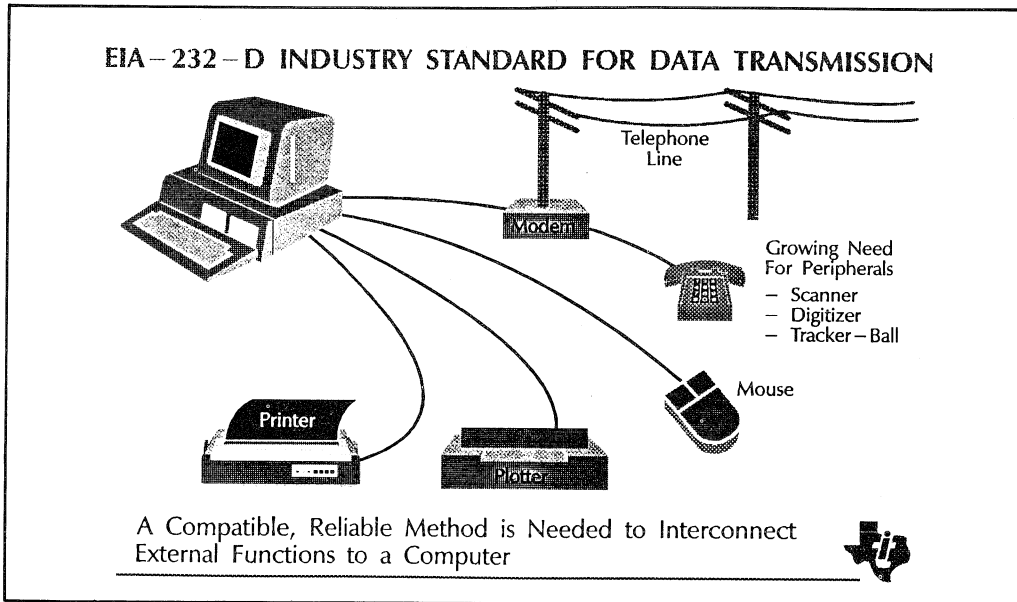 EIA – 232 – D INDUSTRY STANDARD FOR DATA TRANSMISSION
Telephone
Line
Modem
Growing Need
For Peripherals
– Scanner
– Digitizer
– Tracker – Ball
Mouse
Printer
Plotter
A Compatible, Reliable Method is Needed to Interconnect
External Functions to a Computer